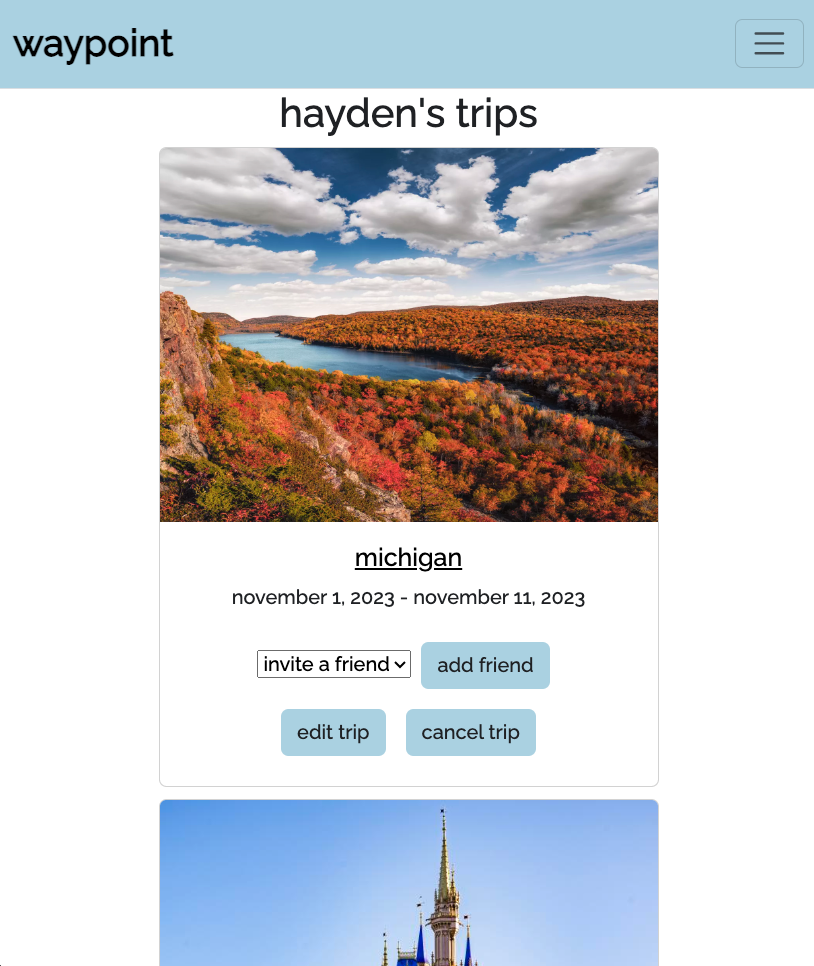 waypoint
hayden's trips
michigan
november 1, 2023 - november 11, 2023
invite a friend add friend
edit trip cancel trip